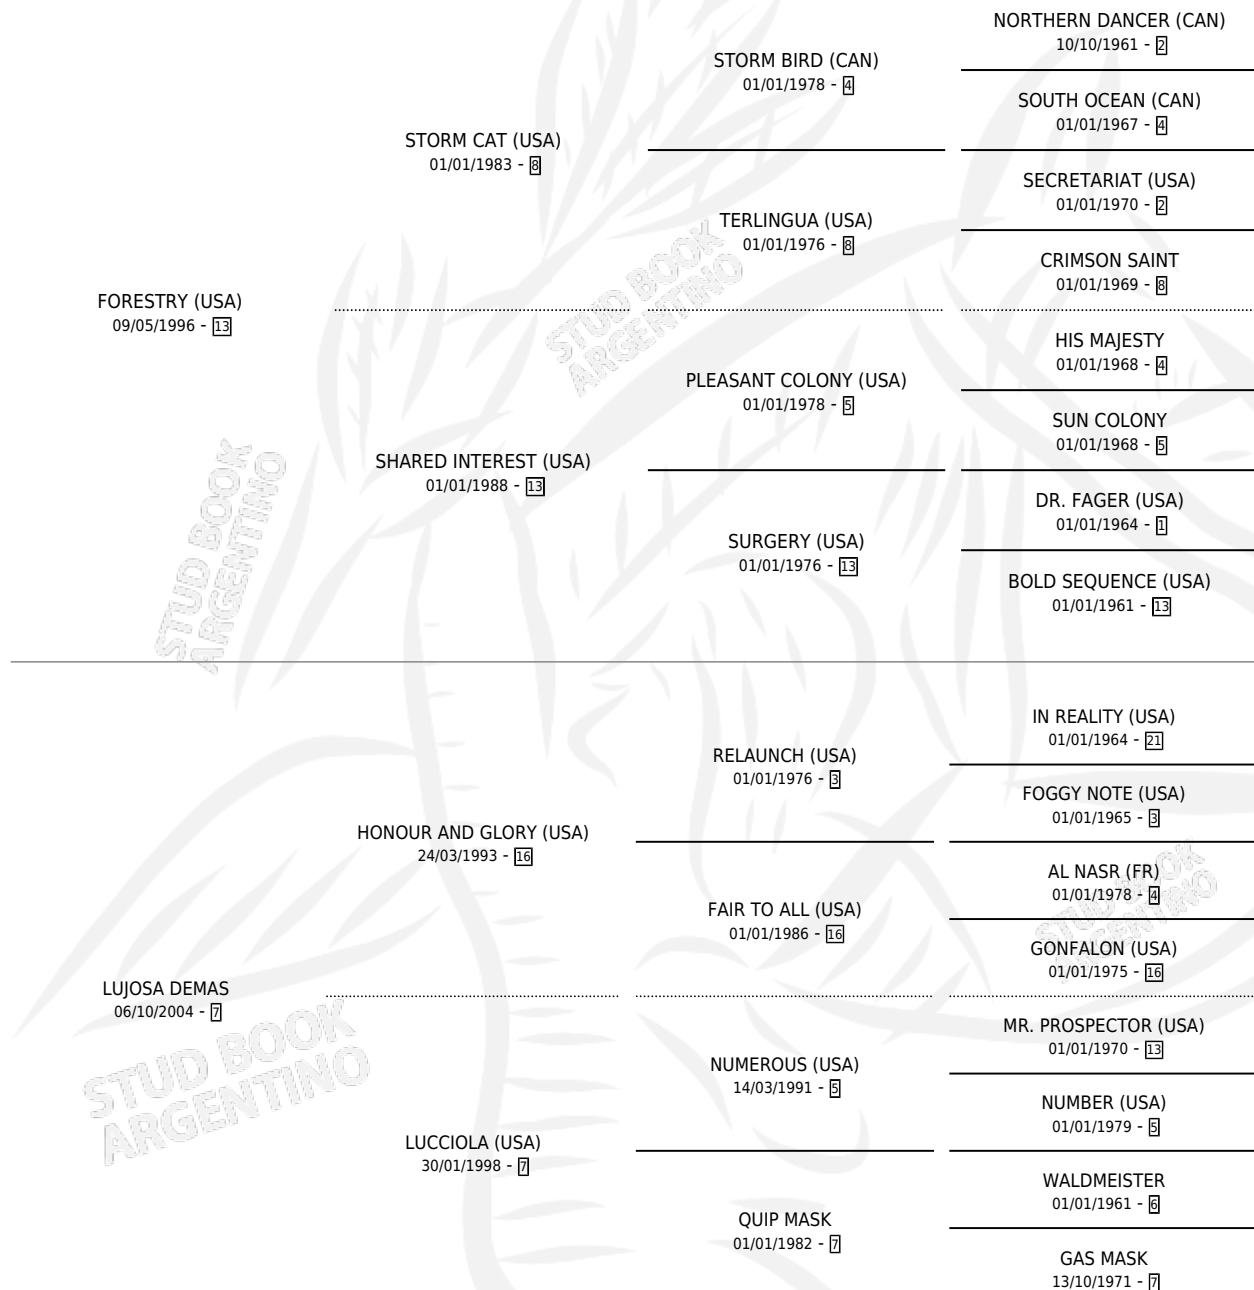 NORTHERN DANCER (CAN)
10/10/1961 - 2
STORM BIRD (CAN)
01/01/1978 - 4
SOUTH OCEAN (CAN)
01/01/1967 - 4
STORM CAT (USA)
01/01/1983 - 8
SECRETARIAT (USA)
01/01/1970 - 2
TERLINGUA (USA)
01/01/1976 - 8
CRIMSON SAINT
01/01/1969 - 8
FORESTRY (USA)
09/05/1996 - 13
STUD BOOK
ARGENTINO
HIS MAJESTY
01/01/1968 - 4
PLEASANT COLONY (USA)
01/01/1978 - 5
SUN COLONY
01/01/1968 - 5
SHARED INTEREST (USA)
01/01/1988 - 13
DR. FAGER (USA)
01/01/1964 - 1
SURGERY (USA)
01/01/1976 - 13
BOLD SEQUENCE (USA)
01/01/1961 - 13
STUD BOOK
ARGENTINO
IN REALITY (USA)
01/01/1964 - 21
RELAUNCH (USA)
01/01/1976 - 3
FOGGY NOTE (USA)
01/01/1965 - 3
HONOUR AND GLORY (USA)
24/03/1993 - 16
AL NASR (FR)
01/01/1978 - 4
FAIR TO ALL (USA)
01/01/1986 - 16
STUD BOOK
ARGENTINO
GONFALON (USA)
01/01/1975 - 16
LUJOSA DEMAS
06/10/2004 - 7
MR. PROSPECTOR (USA)
01/01/1970 - 13
NUMEROUS (USA)
14/03/1991 - 5
NUMBER (USA)
01/01/1979 - 5
STUD BOOK
ARGENTINO
LUCCIOLA (USA)
30/01/1998 - 7
WALDMEISTER
01/01/1961 - 6
QUIP MASK
01/01/1982 - 7
GAS MASK
13/10/1971 - 7